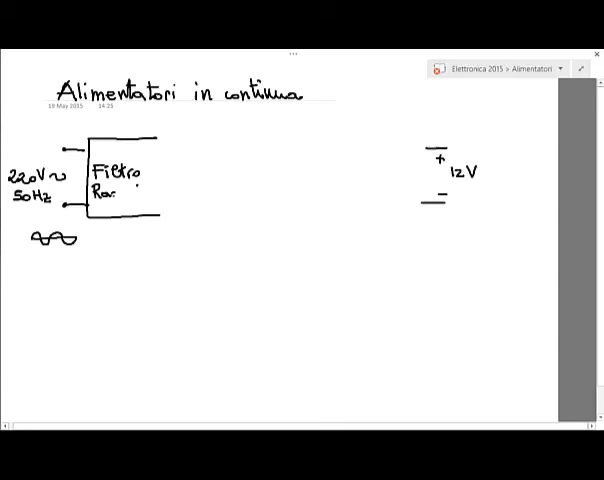 Elettronica 2015 > Alimentatori
Alimentatori in continua
19 May 2015 14:25
220V~
50Hz
Filtro
+
12V
–